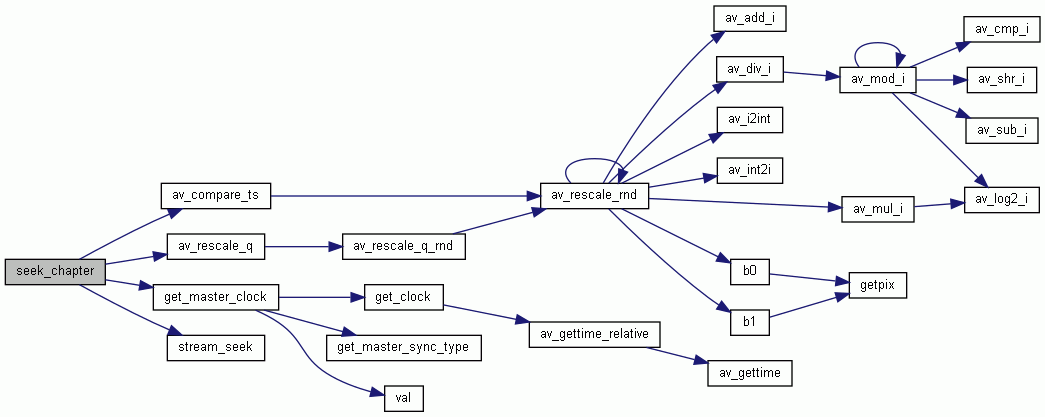 av_add_i
av_cmp_i
av_div_i
av_mod_i
av_shr_i
av_i2int
av_sub_i
av_int2i
av_compare_ts
av_rescale_rnd
av_mul_i
av_log2_i
av_rescale_q
av_rescale_q_rnd
seek_chapter
b0
getpix
get_master_clock
get_clock
b1
av_gettime_relative
stream_seek
get_master_sync_type
av_gettime
val